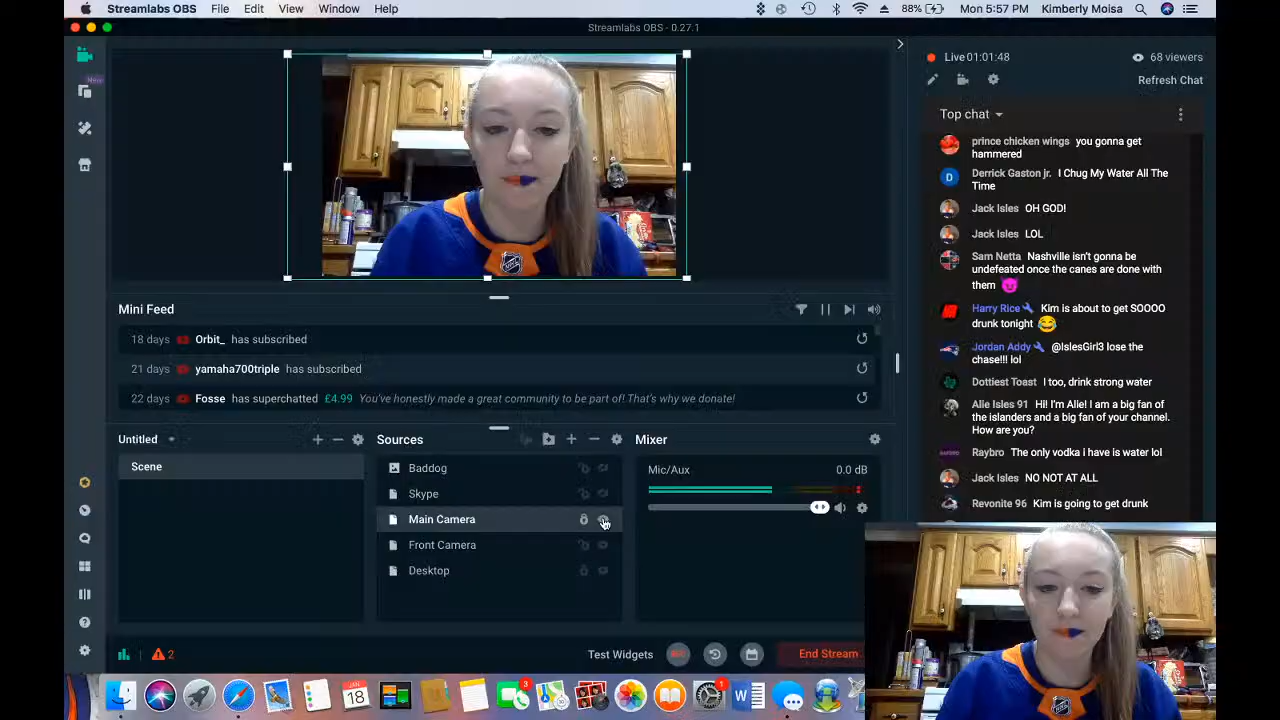 Streamlabs OBS File Edit View Window Help 88% Mon 5:57 PM Kimberly Moisa
Streamlabs OBS - 0.27.1
Live 01:01:48 68 viewers
Refresh Chat
Top chat
prince chicken wings you gonna get
hammered
Derrick Gaston jr. I Chug My Water All The
Time
Jack Isles OH GOD!
Jack Isles LOL
Sam Netta Nashville isn't gonna be
undefeated once the canes are done with
them
Harry Rice Kim is about to get SOOOO
drunk tonight
Jordan Addy @IslesGirl3 lose the
chase!!! lol
Dottiest Toast I too, drink strong water
Alie Isles 91 Hi! I'm Alie! I am a big fan of
the islanders and a big fan of your channel.
How are you?
Raybro The only vodka i have is water lol
Jack Isles NO NOT AT ALL
Revonite 96 Kim is going to get drunk
Mini Feed
18 days Orbit_ has subscribed
21 days yamaha700triple has subscribed
22 days Fosse has superchatted £4.99 You've honestly made a great community to be part of! That's why we donate!
Untitled
Scene
Sources
Baddog
Skype
Main Camera
Front Camera
Desktop
Mixer
Mic/Aux 0.0 dB
2
Test Widgets REC End Stream
JAN
18
3
1
W